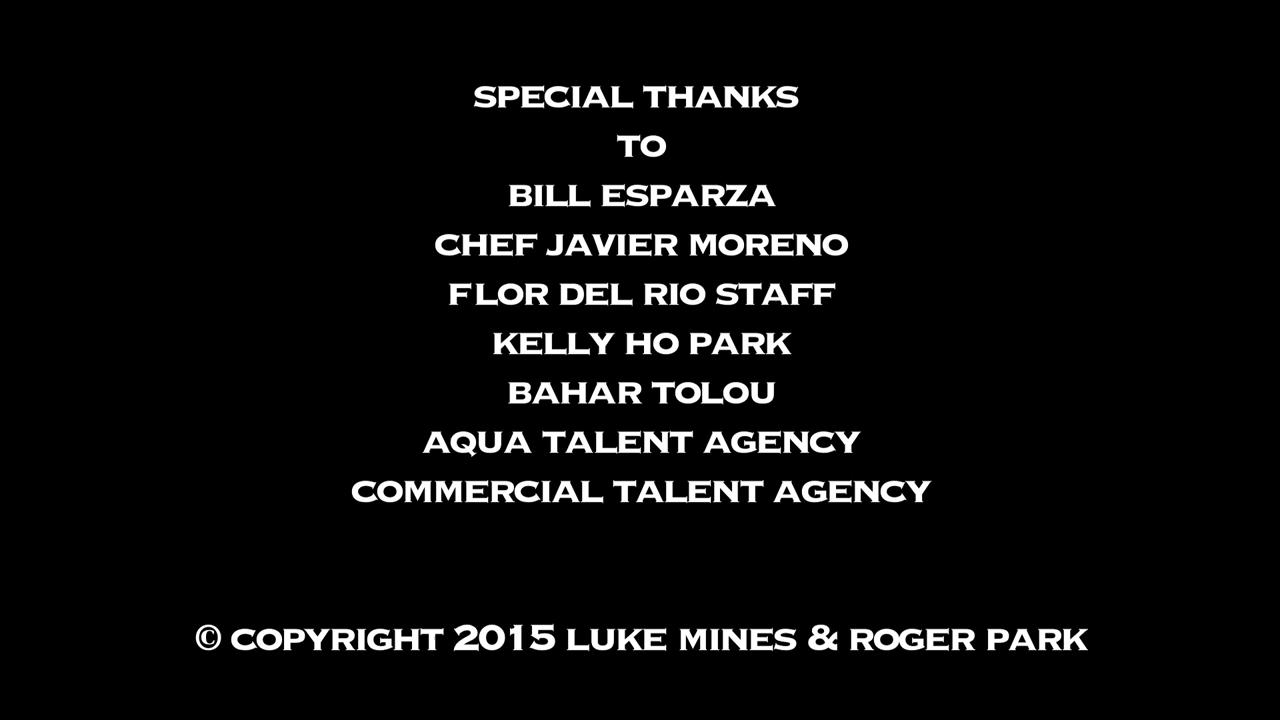 SPECIAL THANKS
TO
BILL ESPARZA
CHEF JAVIER MORENO
FLOR DEL RIO STAFF
KELLY HO PARK
BAHAR TOLOU
AQUA TALENT AGENCY
COMMERCIAL TALENT AGENCY
© COPYRIGHT 2015 LUKE MINES & ROGER PARK